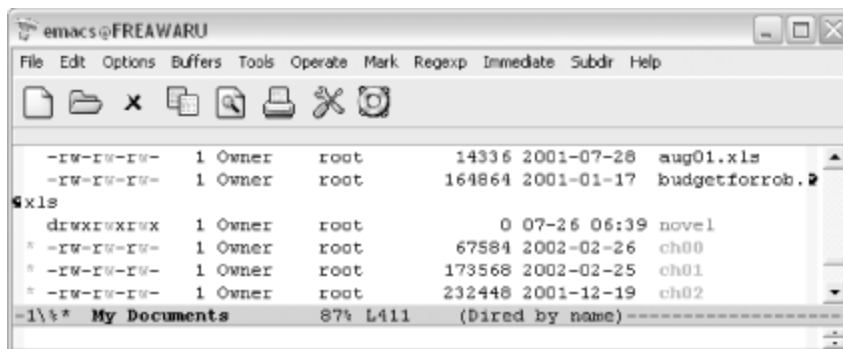 emacs@FREAWARU
File Edit Options Buffers Tools Operate Mark Regexp Immediate Subdir Help
-rw-rw-rw- 1 Owner root 14336 2001-07-28 aug01.xls
-rw-rw-rw- 1 Owner root 164864 2001-01-17 budgetforrob.
xls
drwxrwxrwx 1 Owner root 0 07-26 06:39 novel
* -rw-rw-rw- 1 Owner root 67584 2002-02-26 ch00
* -rw-rw-rw- 1 Owner root 173568 2002-02-25 ch01
* -rw-rw-rw- 1 Owner root 232448 2001-12-19 ch02
-1\%* My Documents 87% L411 (Dired by name)--------------------